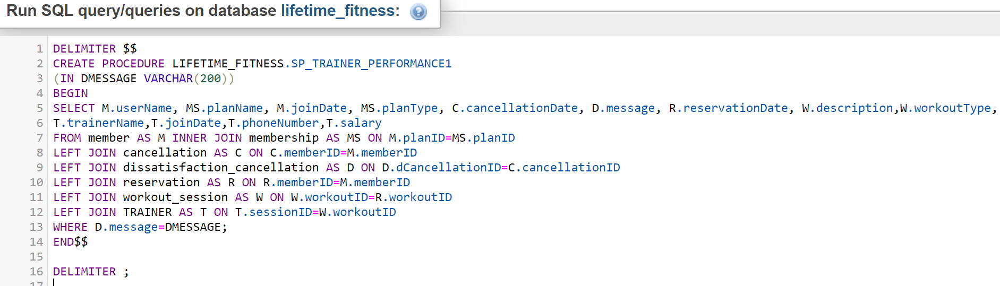 Run SQL query/queries on database lifetime_fitness:
1 DELIMITER $$
2 CREATE PROCEDURE LIFETIME_FITNESS.SP_TRAINER_PERFORMANCE1
3 (IN DMESSAGE VARCHAR(200))
4 BEGIN
5 SELECT M.userName, MS.planName, M.joinDate, MS.planType, C.cancellationDate, D.message, R.reservationDate, W.description,W.workoutType,
6 T.trainerName,T.joinDate,T.phoneNumber,T.salary
7 FROM member AS M INNER JOIN membership AS MS ON M.planID=MS.planID
8 LEFT JOIN cancellation AS C ON C.memberID=M.memberID
9 LEFT JOIN dissatisfaction_cancellation AS D ON D.dCancellationID=C.cancellationID
10 LEFT JOIN reservation AS R ON R.memberID=M.memberID
11 LEFT JOIN workout_session AS W ON W.workoutID=R.workoutID
12 LEFT JOIN TRAINER AS T ON T.sessionID=W.workoutID
13 WHERE D.message=DMESSAGE;
14 END$$
15
16 DELIMITER ;
17